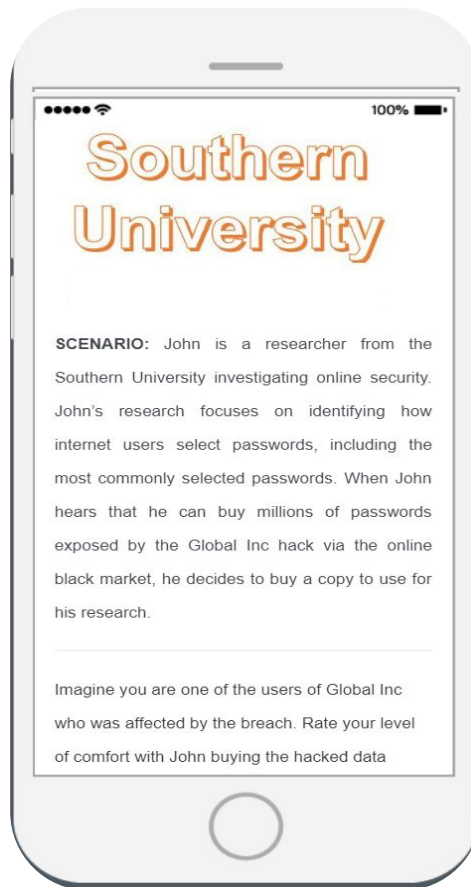 100%
Southern
University
SCENARIO: John is a researcher from the
Southern University investigating online security.
John's research focuses on identifying how
internet users select passwords, including the
most commonly selected passwords. When John
hears that he can buy millions of passwords
exposed by the Global Inc hack via the online
black market, he decides to buy a copy to use for
his research.
Imagine you are one of the users of Global Inc
who was affected by the breach. Rate your level
of comfort with John buying the hacked data